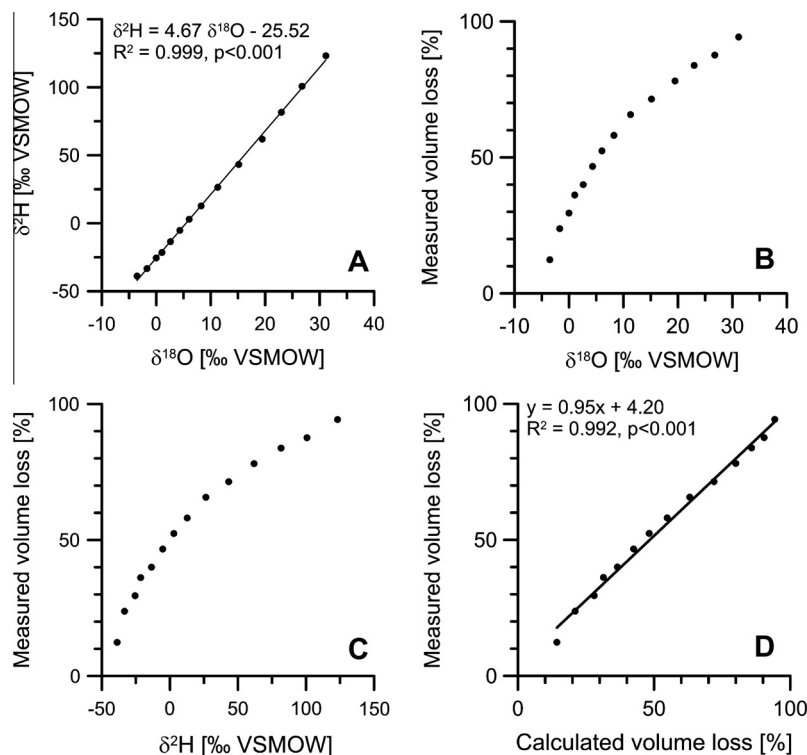 δ²H = 4.67 δ¹⁸O - 25.52
R² = 0.999, p<0.001
150
100
50
0
-50
δ²H [‰ VSMOW]
A
-10 0 10 20 30 40
δ¹⁸O [‰ VSMOW]
100
50
0
Measured volume loss [%]
B
-10 0 10 20 30 40
δ¹⁸O [‰ VSMOW]
100
50
0
Measured volume loss [%]
C
-50 0 50 100 150
δ²H [‰ VSMOW]
y = 0.95x + 4.20
R² = 0.992, p<0.001
100
50
0
Measured volume loss [%]
D
0 50 100
Calculated volume loss [%]